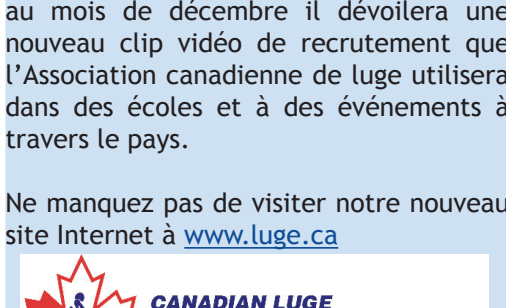 au mois de décembre il dévoilera une
nouveau clip vidéo de recrutement que
l'Association canadienne de luge utilisera
dans des écoles et à des événements à
travers le pays.
Ne manquez pas de visiter notre nouveau
site Internet à www.luge.ca
CANADIAN LUGE